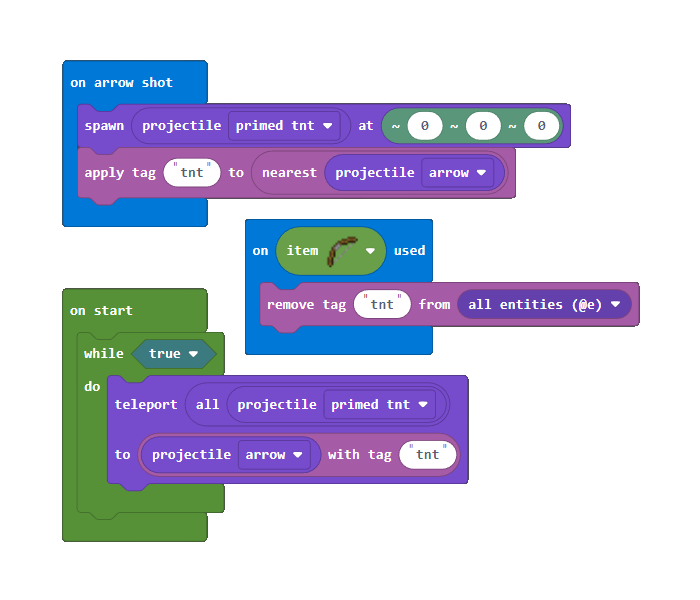 on arrow shot
spawn projectile primed tnt at ~ 0 ~ 0 ~ 0
apply tag "tnt" to nearest projectile arrow
on item used
remove tag "tnt" from all entities (@e)
on start
while true
do
teleport all projectile primed tnt
to projectile arrow with tag "tnt"